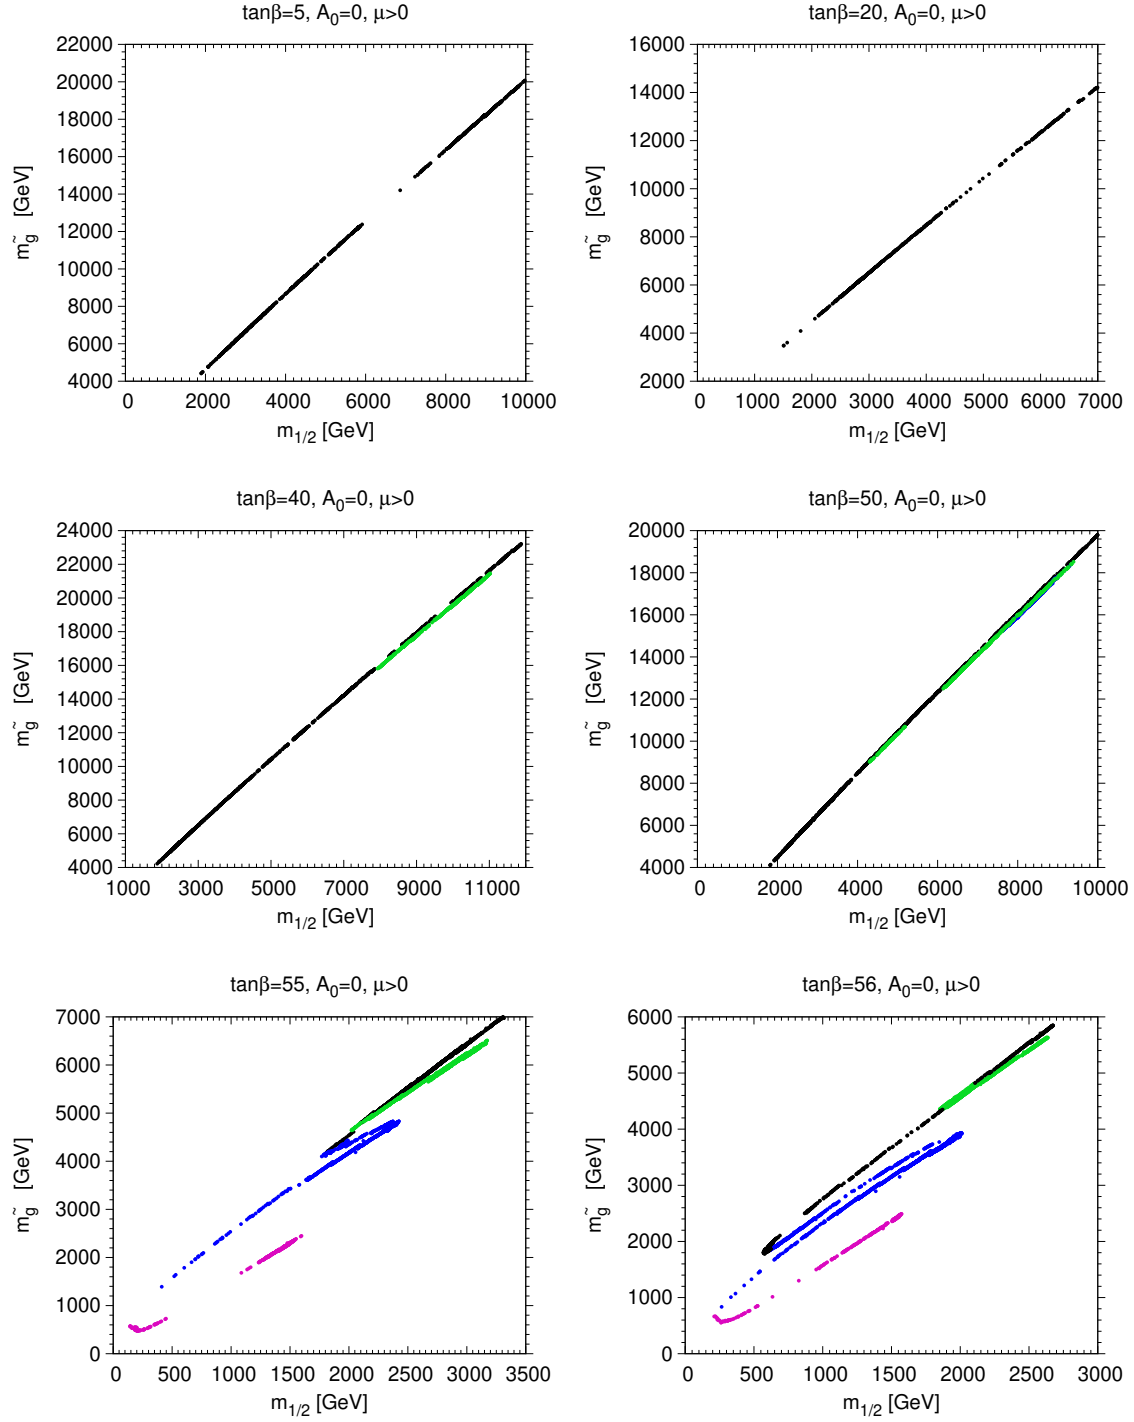 tanβ=5, A₀=0, μ>0
22000
20000
18000
16000
14000
12000
10000
8000
6000
4000
m_g̃ [GeV]
0 2000 4000 6000 8000 10000
m₁/₂ [GeV]
tanβ=20, A₀=0, μ>0
16000
14000
12000
10000
8000
6000
4000
2000
m_g̃ [GeV]
0 1000 2000 3000 4000 5000 6000 7000
m₁/₂ [GeV]
tanβ=40, A₀=0, μ>0
24000
22000
20000
18000
16000
14000
12000
10000
8000
6000
4000
m_g̃ [GeV]
1000 3000 5000 7000 9000 11000
m₁/₂ [GeV]
tanβ=50, A₀=0, μ>0
20000
18000
16000
14000
12000
10000
8000
6000
4000
m_g̃ [GeV]
0 2000 4000 6000 8000 10000
m₁/₂ [GeV]
tanβ=55, A₀=0, μ>0
7000
6000
5000
4000
3000
2000
1000
0
m_g̃ [GeV]
0 500 1000 1500 2000 2500 3000 3500
m₁/₂ [GeV]
tanβ=56, A₀=0, μ>0
6000
5000
4000
3000
2000
1000
0
m_g̃ [GeV]
0 500 1000 1500 2000 2500 3000
m₁/₂ [GeV]